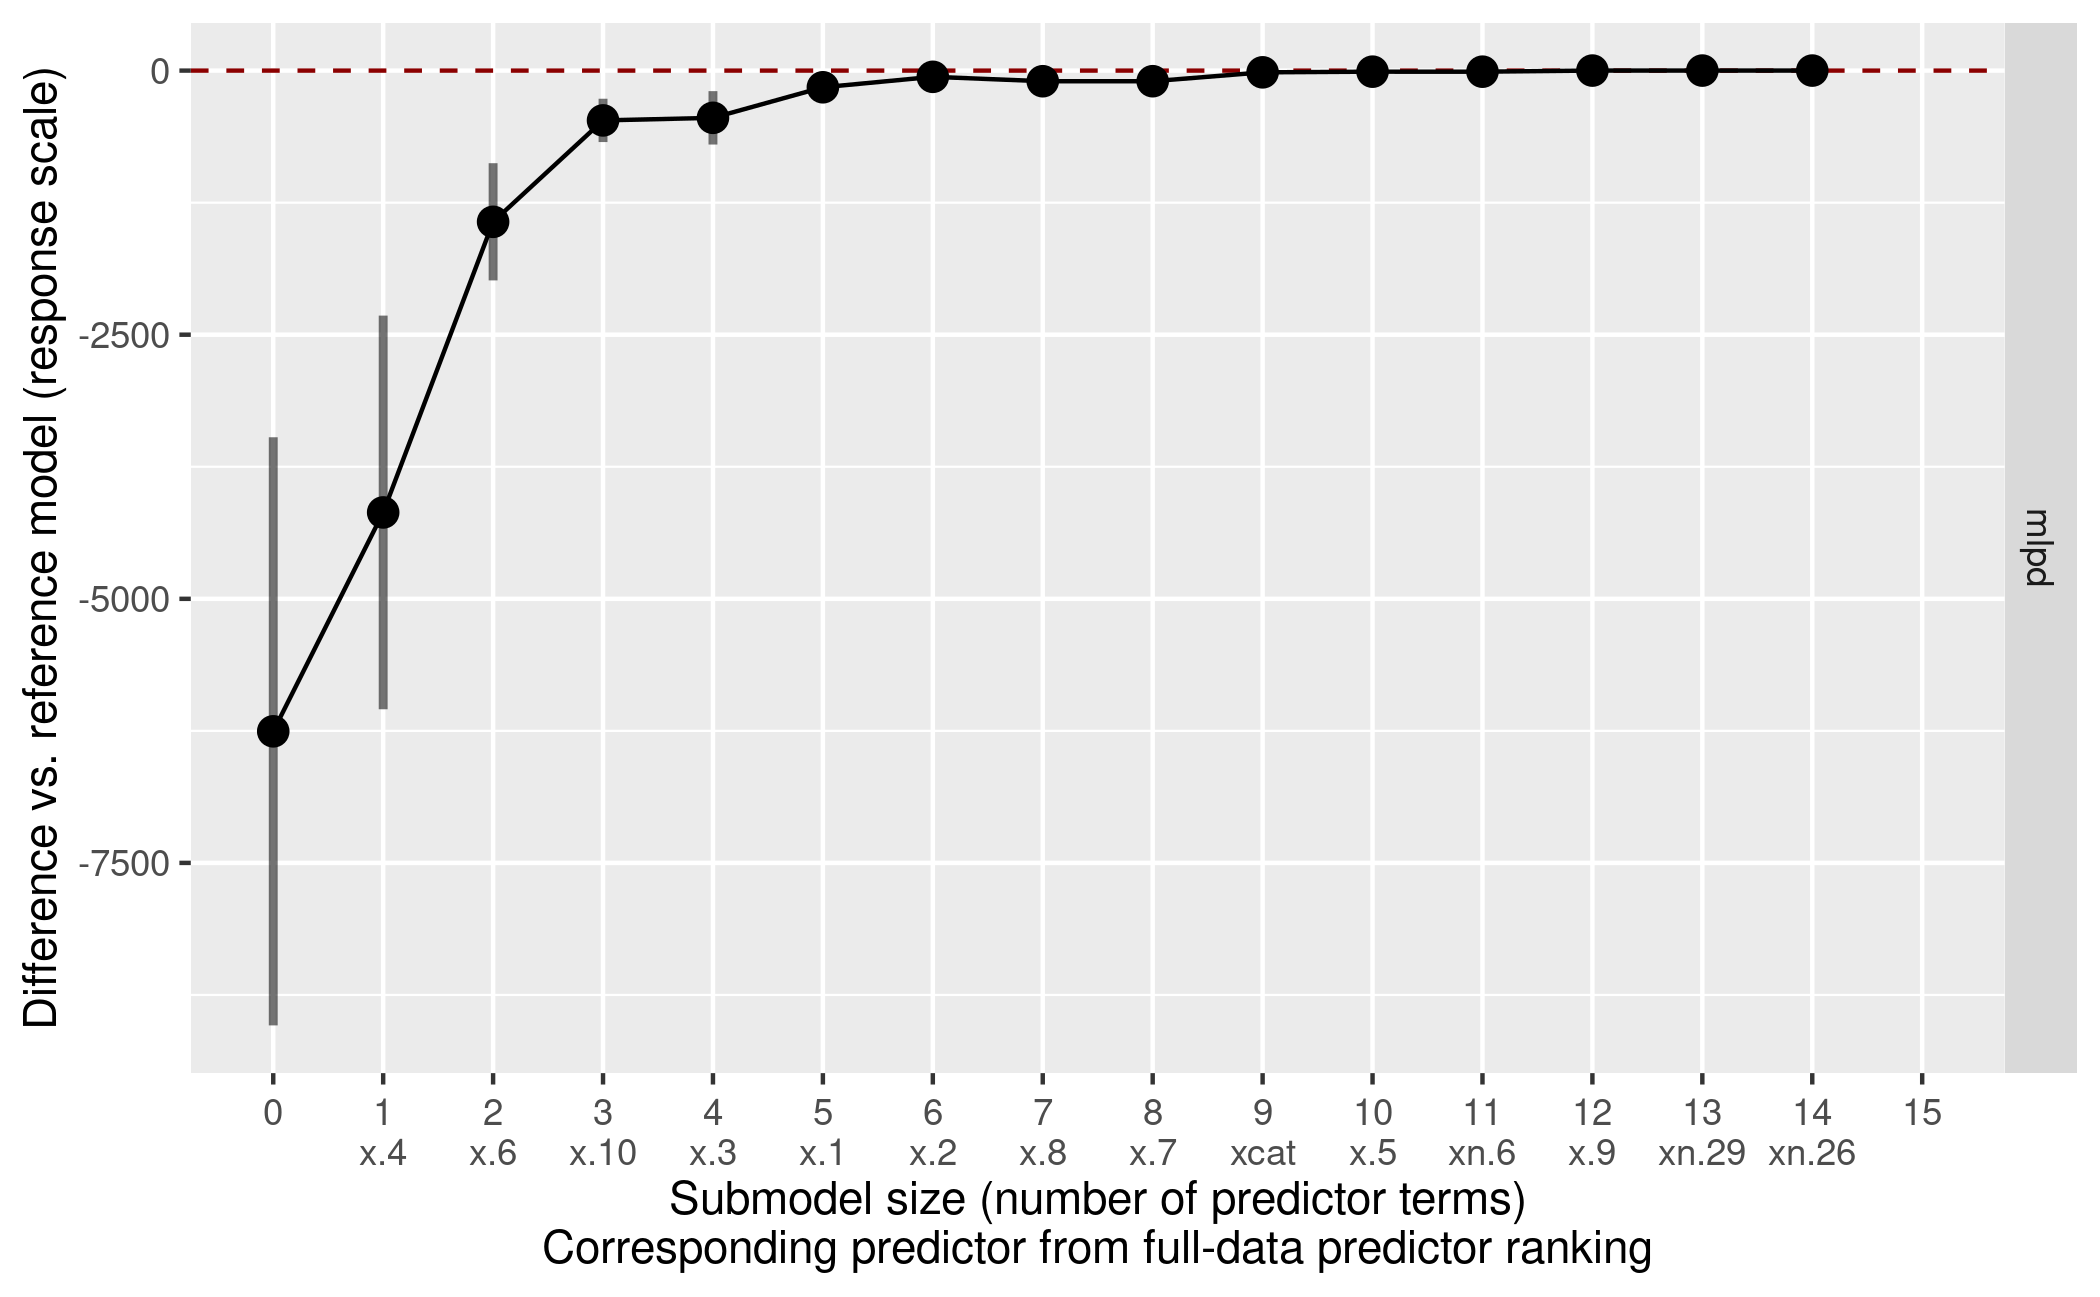 Difference vs. reference model (response scale)
0
-2500
-5000
-7500
mlpd
0 1 2 3 4 5 6 7 8 9 10 11 12 13 14 15
x.4 x.6 x.10 x.3 x.1 x.2 x.8 x.7 xcat x.5 xn.6 x.9 xn.29 xn.26
Submodel size (number of predictor terms)
Corresponding predictor from full-data predictor ranking